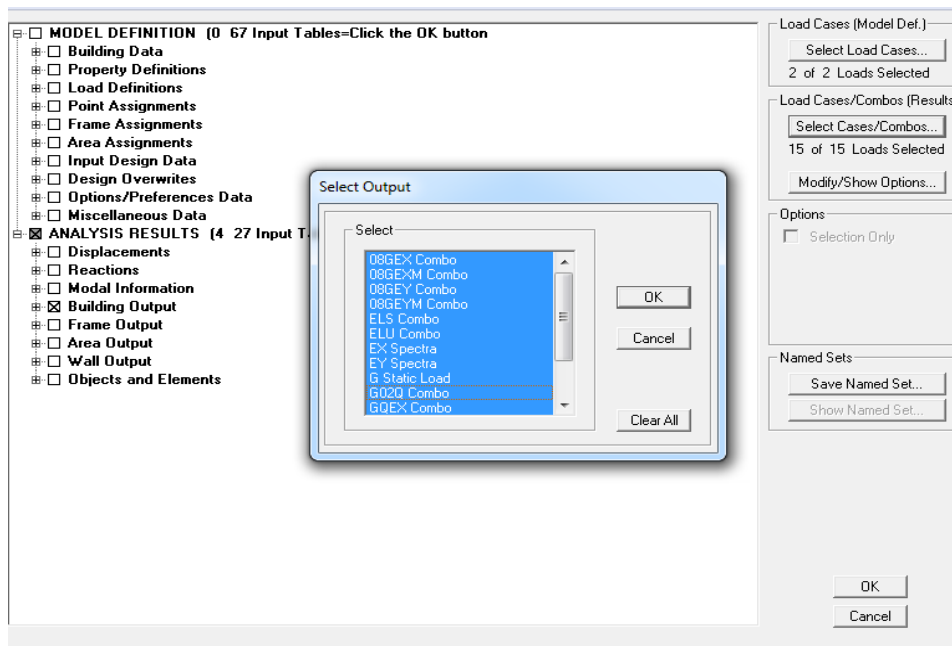 MODEL DEFINITION (0 67 Input Tables=Click the OK button
Building Data
Property Definitions
Load Definitions
Point Assignments
Frame Assignments
Area Assignments
Input Design Data
Design Overwrites
Options/Preferences Data
Miscellaneous Data
ANALYSIS RESULTS (4 27 Input T
Displacements
Reactions
Modal Information
Building Output
Frame Output
Area Output
Wall Output
Objects and Elements
Select Output
Select
08GEX Combo
08GEXM Combo
08GEY Combo
08GEYM Combo
ELS Combo
ELU Combo
EX Spectra
EY Spectra
G Static Load
G02Q Combo
GQEX Combo
OK
Cancel
Clear All
Load Cases (Model Def.)
Select Load Cases...
2 of 2 Loads Selected
Load Cases/Combos (Results
Select Cases/Combos...
15 of 15 Loads Selected
Modify/Show Options...
Options
Selection Only
Named Sets
Save Named Set...
Show Named Set...
OK
Cancel